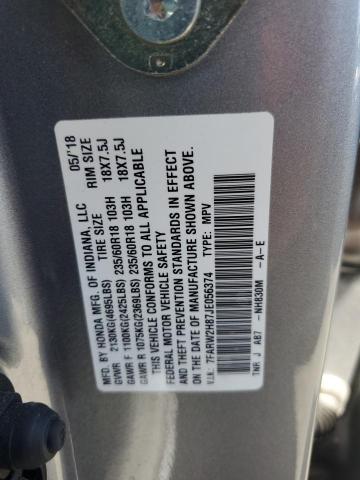 MFD. BY HONDA MFG. OF INDIANA, LLC 05/'18
GVWR 2130KG(4695LBS) TIRE SIZE RIM SIZE
GAWR F 1100KG(2425LBS) 235/60R18 103H 18X7.5J
GAWR R 1075KG(2369LBS) 235/60R18 103H 18X7.5J
THIS VEHICLE CONFORMS TO ALL APPLICABLE
FEDERAL MOTOR VEHICLE SAFETY
AND THEFT PREVENTION STANDARDS IN EFFECT
ON THE DATE OF MANUFACTURE SHOWN ABOVE.
V.I.N. 7FARW2H87JE056374 TYPE: MPV
TNR J AB7 -NH830M -A-E